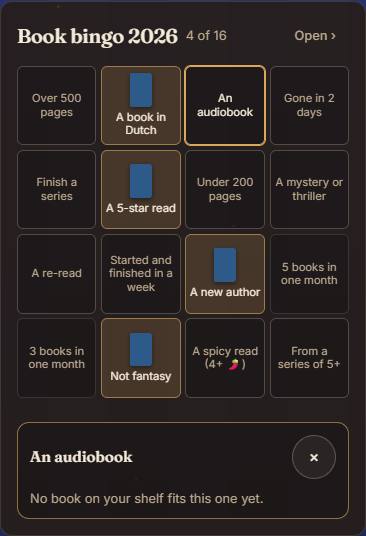 Book bingo 2026 4 of 16 Open ›
Over 500
pages
A book in
Dutch
An
audiobook
Gone in 2
days
Finish a
series
A 5-star read
Under 200
pages
A mystery or
thriller
A re-read
Started and
finished in a
week
A new author
5 books in
one month
3 books in
one month
Not fantasy
A spicy read
(4+ 🌶️)
From a
series of 5+
An audiobook ×
No book on your shelf fits this one yet.